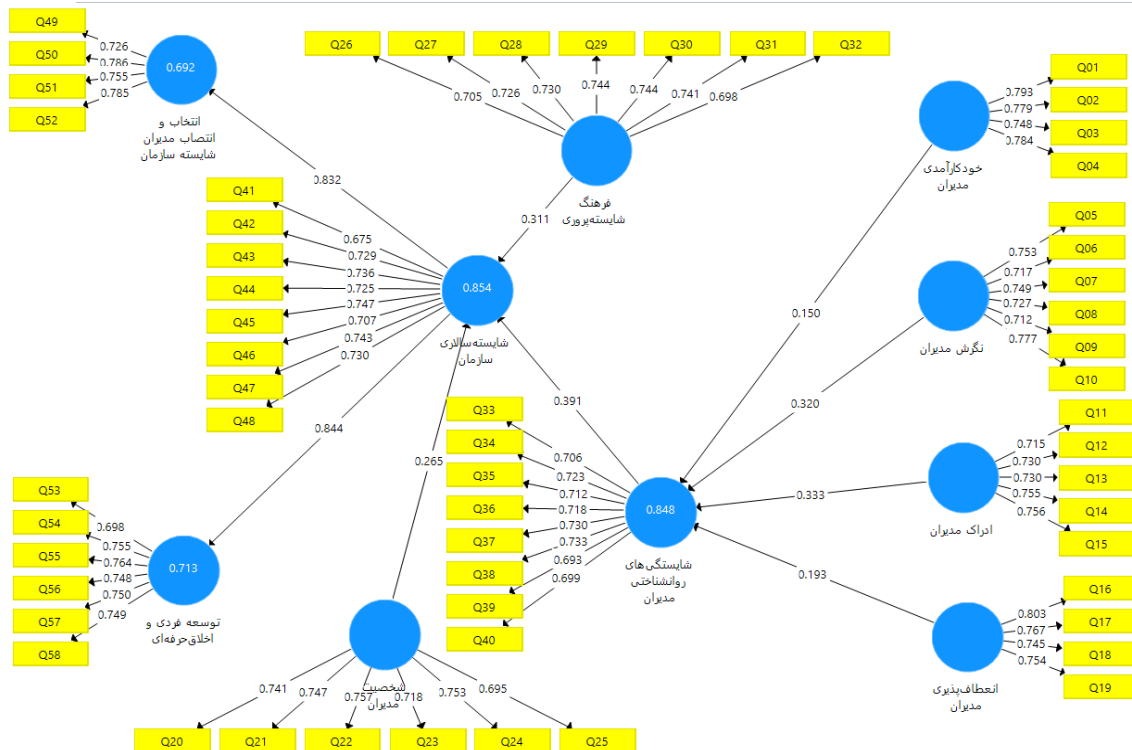 Q49
Q50
Q51
Q52
0.726
0.786
0.755
0.785
0.692
انتخاب و
انتصاب مدیران
شایسته سازمان
Q26
Q27
Q28
Q29
Q30
Q31
Q32
0.705
0.726
0.730
0.744
0.744
0.741
0.698
فرهنگ
شایسته‌پروری
Q01
Q02
Q03
Q04
0.793
0.779
0.748
0.784
خودکارآمدی
مدیران
0.832
0.311
0.150
Q41
Q42
Q43
Q44
Q45
Q46
Q47
Q48
0.675
0.729
0.736
0.725
0.747
0.707
0.743
0.730
0.854
شایسته‌سالاری
سازمان
Q05
Q06
Q07
Q08
Q09
Q10
0.753
0.717
0.749
0.727
0.712
0.777
نگرش مدیران
0.320
0.391
0.844
0.265
Q33
Q34
Q35
Q36
Q37
Q38
Q39
Q40
0.706
0.723
0.712
0.718
0.730
0.733
0.693
0.699
0.848
شایستگی‌های
روانشناختی
مدیران
Q11
Q12
Q13
Q14
Q15
0.715
0.730
0.730
0.755
0.756
ادراک مدیران
0.333
0.193
Q53
Q54
Q55
Q56
Q57
Q58
0.698
0.755
0.764
0.748
0.750
0.749
0.713
توسعه فردی و
اخلاق‌حرفه‌ای
Q16
Q17
Q18
Q19
0.803
0.767
0.745
0.754
انعطاف‌پذیری
مدیران
شخصیت
مدیران
0.741
0.747
0.757
0.718
0.753
0.695
Q20
Q21
Q22
Q23
Q24
Q25